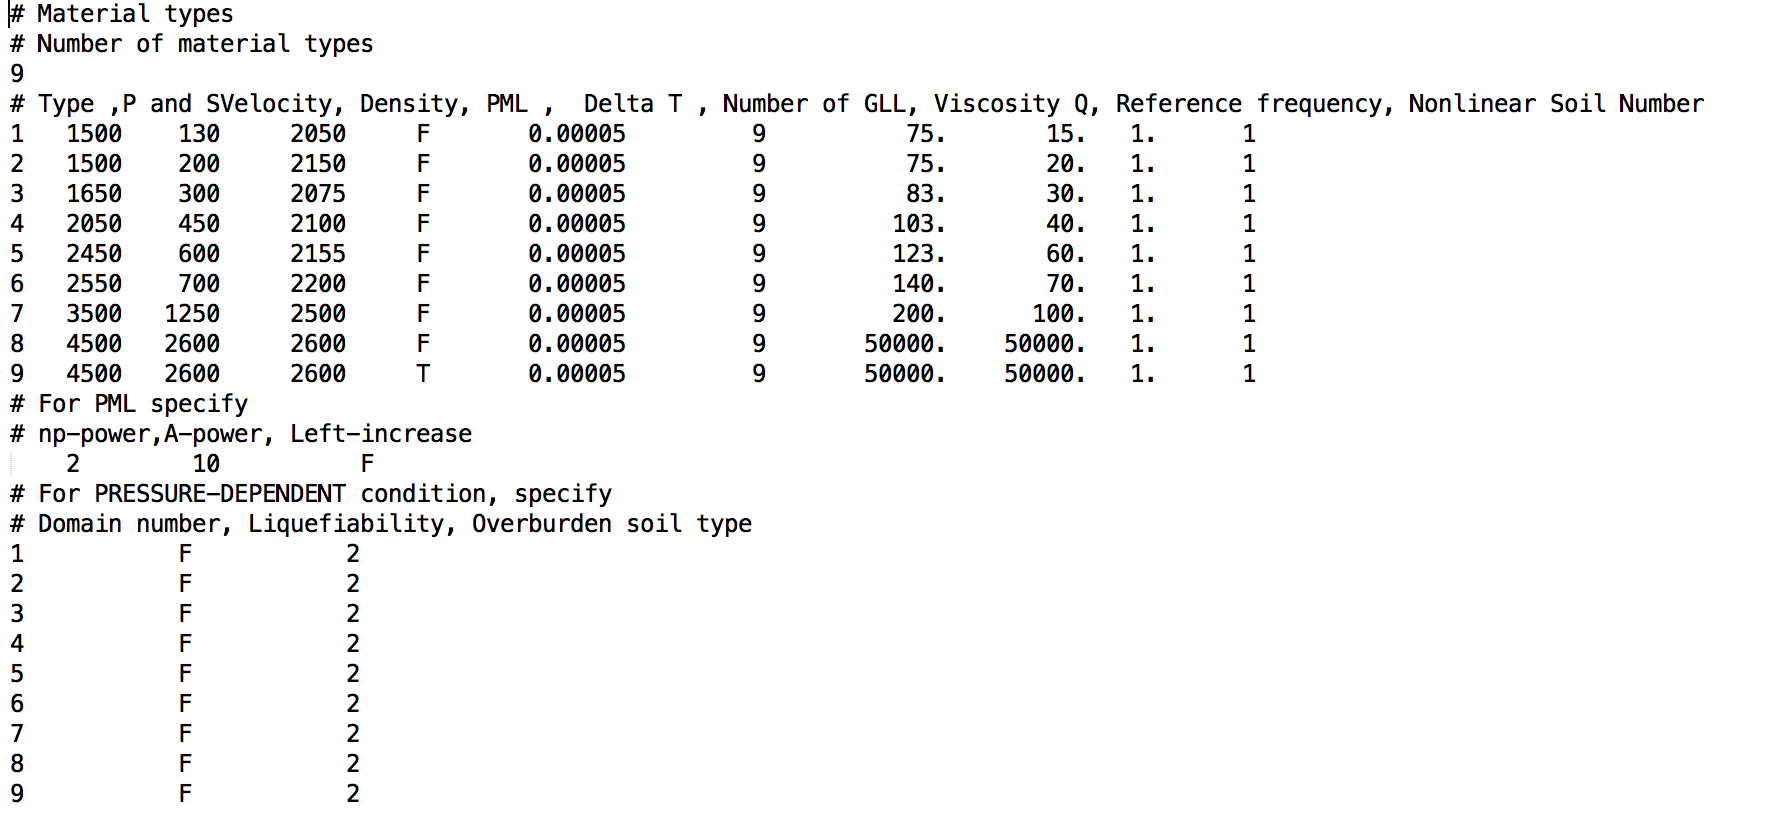 # Material types
# Number of material types
9
# Type ,P and SVelocity, Density, PML ,  Delta T , Number of GLL, Viscosity Q, Reference frequency, Nonlinear Soil Number
1   1500    130     2050     F       0.00005         9          75.       15.   1.      1
2   1500    200     2150     F       0.00005         9          75.       20.   1.      1
3   1650    300     2075     F       0.00005         9          83.       30.   1.      1
4   2050    450     2100     F       0.00005         9         103.       40.   1.      1
5   2450    600     2155     F       0.00005         9         123.       60.   1.      1
6   2550    700     2200     F       0.00005         9         140.       70.   1.      1
7   3500   1250     2500     F       0.00005         9         200.      100.   1.      1
8   4500   2600     2600     F       0.00005         9       50000.    50000.   1.      1
9   4500   2600     2600     T       0.00005         9       50000.    50000.   1.      1
# For PML specify
# np-power,A-power, Left-increase
    2        10          F
# For PRESSURE-DEPENDENT condition, specify
# Domain number, Liquefiability, Overburden soil type
1           F           2
2           F           2
3           F           2
4           F           2
5           F           2
6           F           2
7           F           2
8           F           2
9           F           2